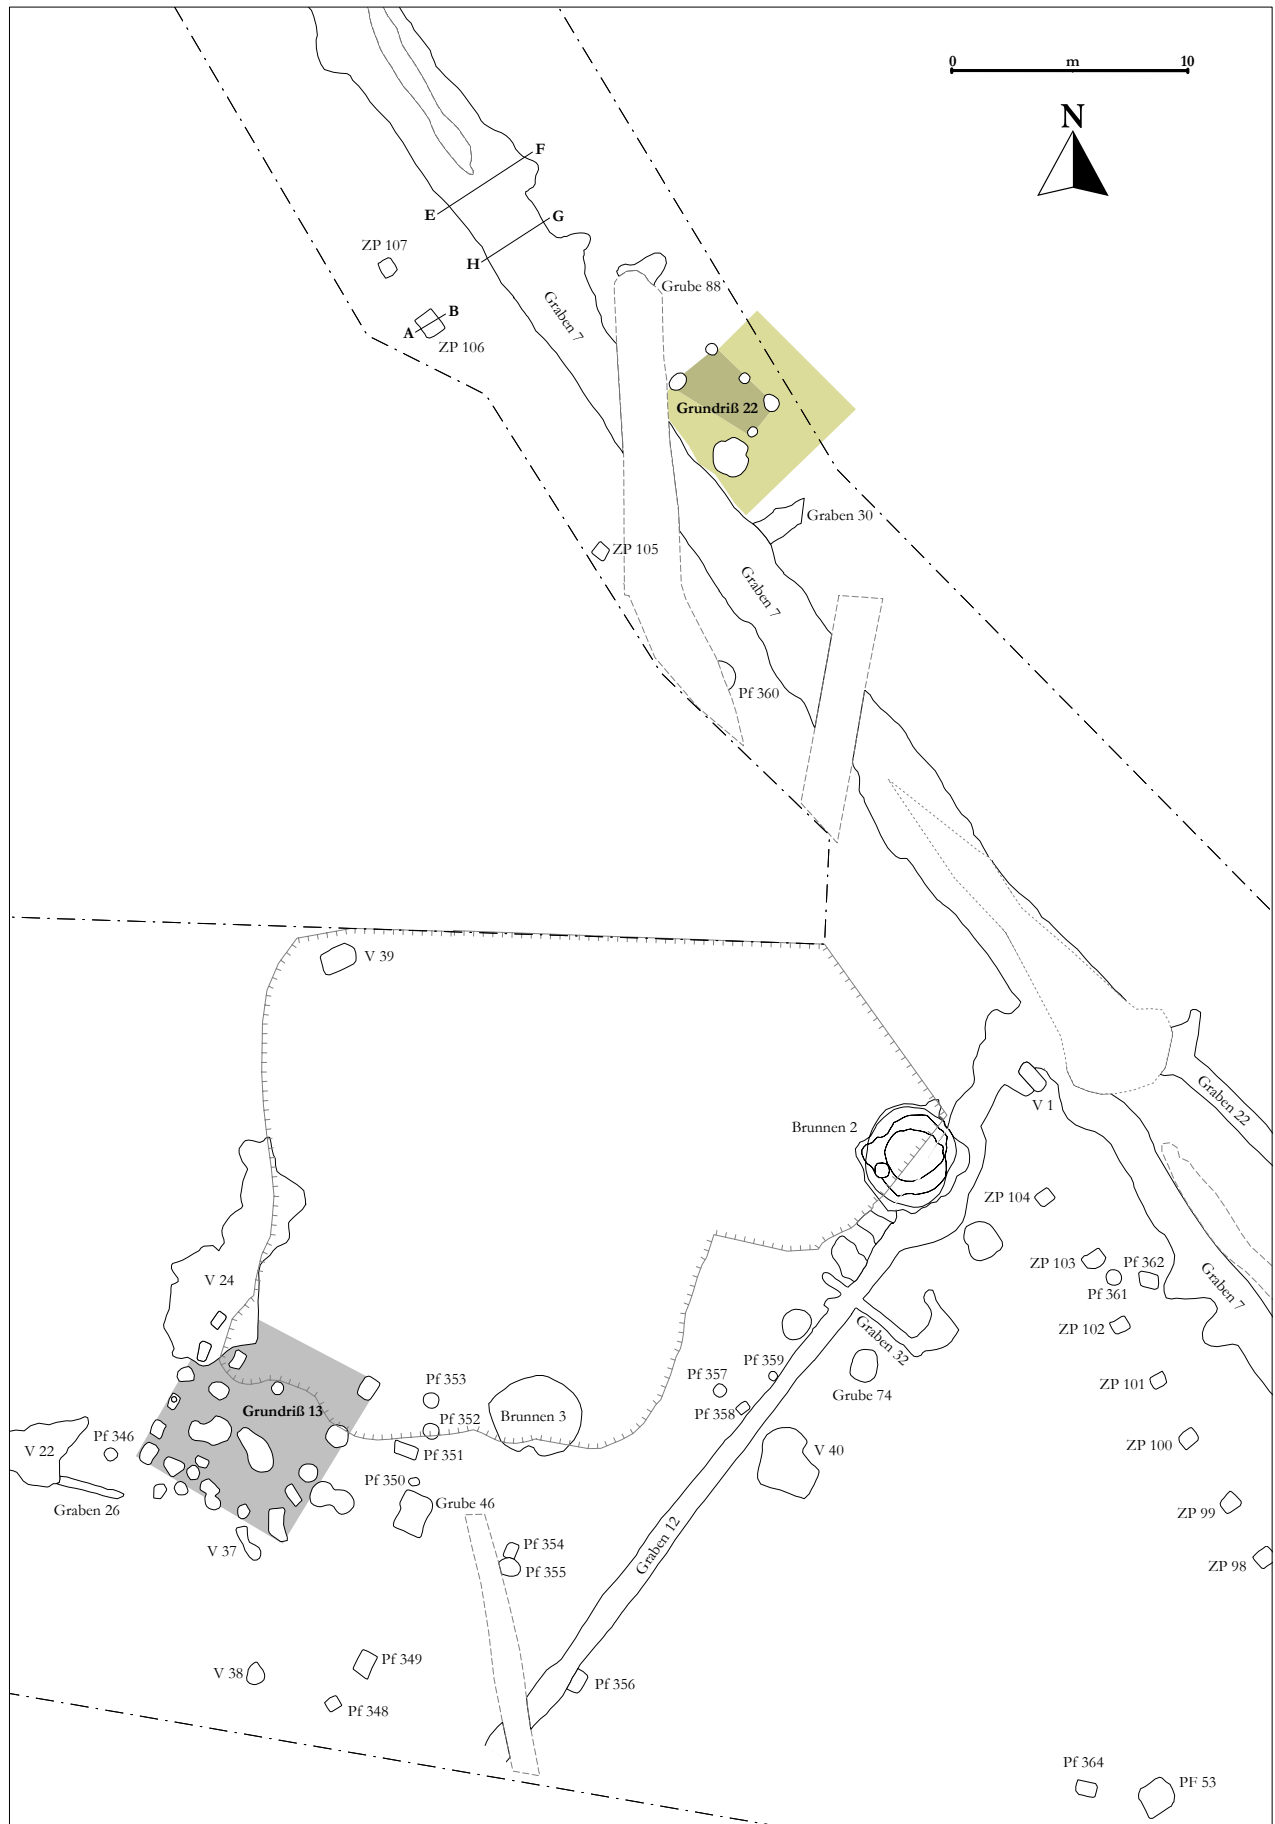 0 m 10
N
F
E
G
H
ZP 107
Grube 88
B
A
ZP 106
Graben 7
Grundriß 22
Graben 30
ZP 105
Graben 7
Pf 360
V 39
Graben 22
V 1
Brunnen 2
ZP 104
ZP 103
Pf 362
V 24
Pf 361
Graben 7
ZP 102
Graben 32
Pf 359
Pf 357
Grube 74
ZP 101
Pf 353
Pf 358
Grundriß 13
Brunnen 3
Pf 352
Pf 346
V 22
Pf 351
V 40
ZP 100
Pf 350
Grube 46
Graben 26
ZP 99
Graben 12
Pf 354
V 37
Pf 355
ZP 98
Pf 349
V 38
Pf 356
Pf 348
Pf 364
PF 53